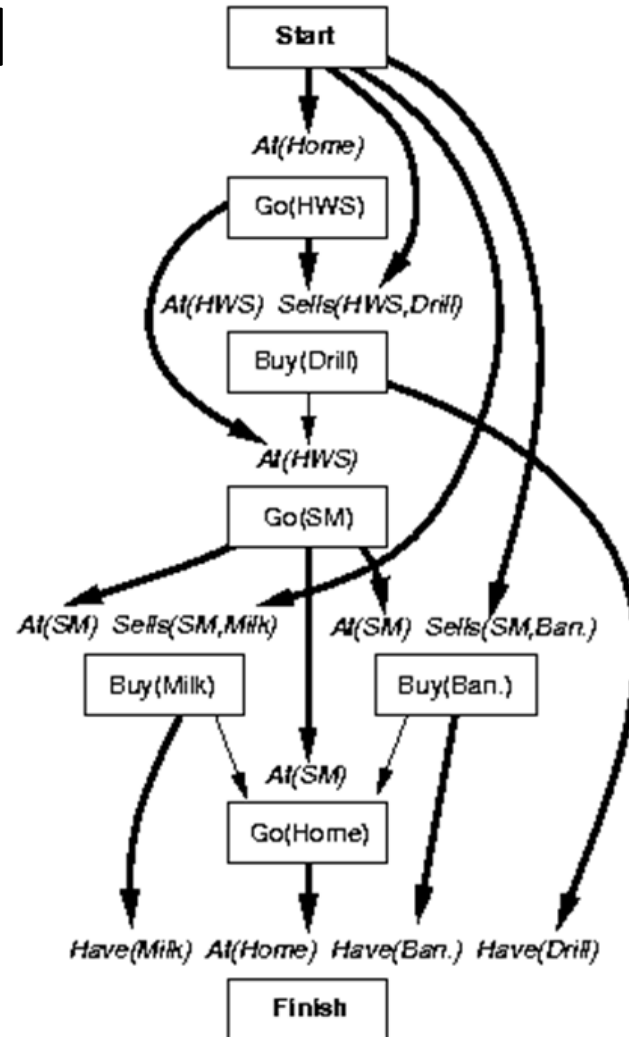 Start
At(Home)
Go(HWS)
At(HWS) Sells(HWS,Drill)
Buy(Drill)
At(HWS)
Go(SM)
At(SM) Sells(SM,Milk) At(SM) Sells(SM,Ban.)
Buy(Milk) Buy(Ban.)
At(SM)
Go(Home)
Have(Milk) At(Home) Have(Ban.) Have(Drill)
Finish